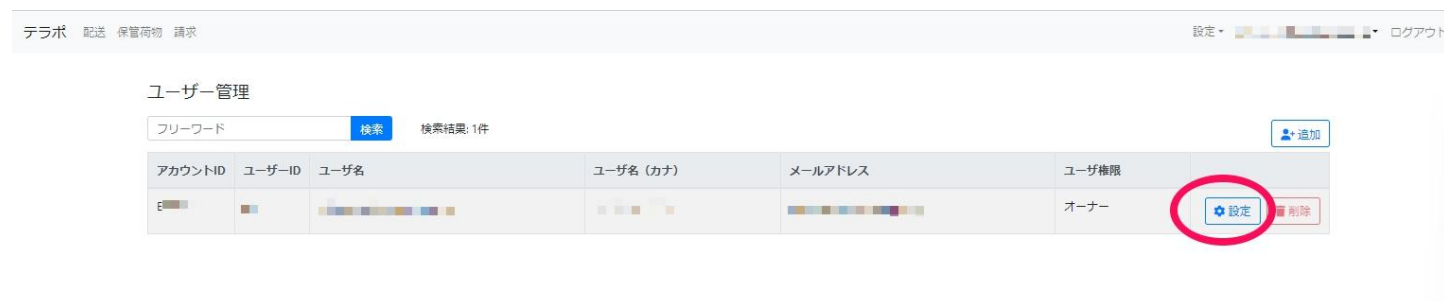 テラポ 配送 保管荷物 請求 設定 ログアウト
ユーザー管理
フリーワード 検索 検索結果: 1件 追加
アカウントID ユーザーID ユーザ名 ユーザ名（カナ） メールアドレス ユーザ権限
E オーナー 設定 削除